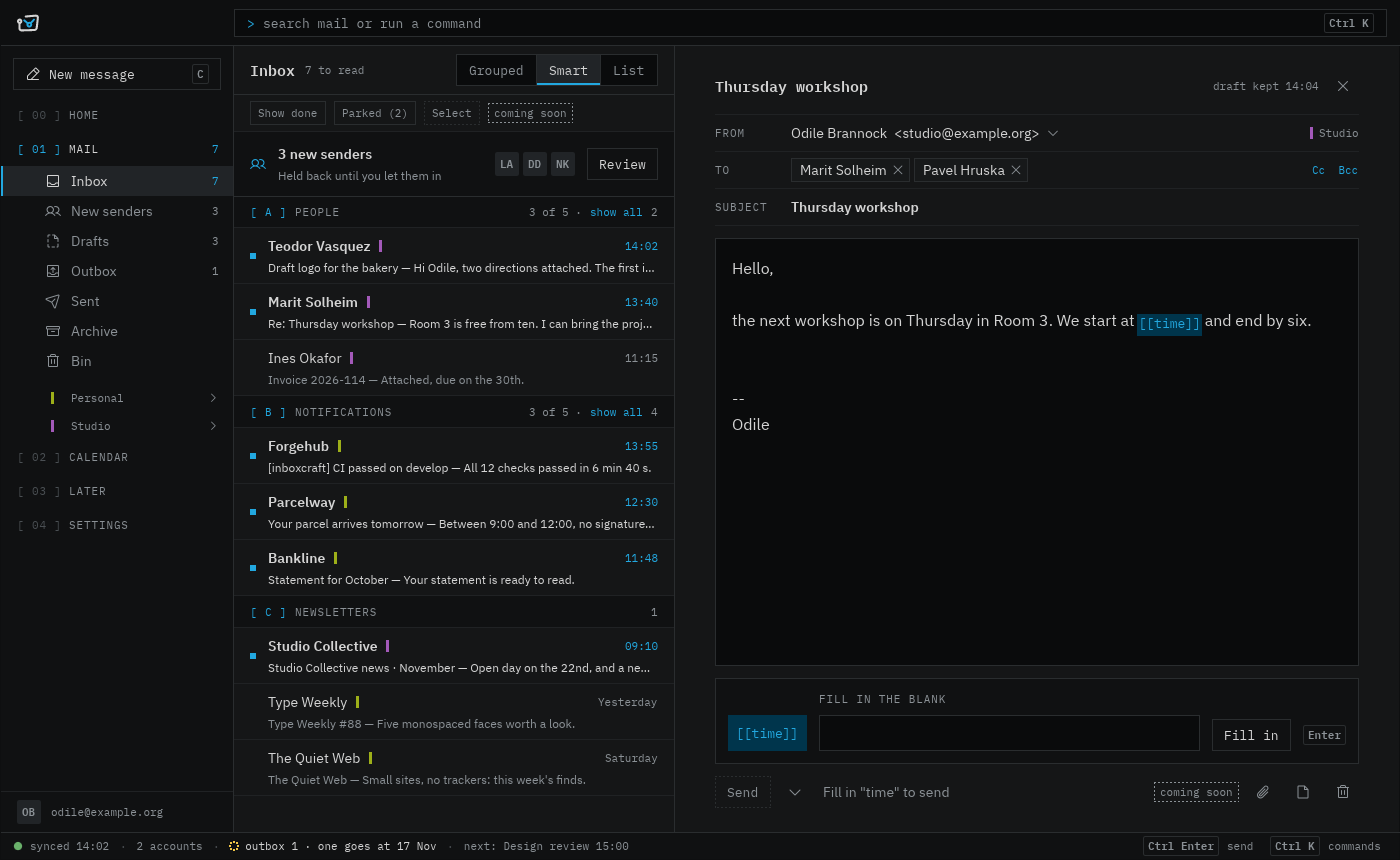 > search mail or run a command Ctrl K
New message C
[ 00 ] HOME
[ 01 ] MAIL 7
Inbox 7
New senders 3
Drafts 3
Outbox 1
Sent
Archive
Bin
Personal
Studio
[ 02 ] CALENDAR
[ 03 ] LATER
[ 04 ] SETTINGS
OB odile@example.org
Inbox 7 to read Grouped Smart List
Show done Parked (2) Select coming soon
3 new senders
Held back until you let them in
LA DD NK Review
[ A ] PEOPLE 3 of 5 · show all 2
Teodor Vasquez 14:02
Draft logo for the bakery — Hi Odile, two directions attached. The first i…
Marit Solheim 13:40
Re: Thursday workshop — Room 3 is free from ten. I can bring the proj…
Ines Okafor 11:15
Invoice 2026-114 — Attached, due on the 30th.
[ B ] NOTIFICATIONS 3 of 5 · show all 4
Forgehub 13:55
[inboxcraft] CI passed on develop — All 12 checks passed in 6 min 40 s.
Parcelway 12:30
Your parcel arrives tomorrow — Between 9:00 and 12:00, no signature…
Bankline 11:48
Statement for October — Your statement is ready to read.
[ C ] NEWSLETTERS 1
Studio Collective 09:10
Studio Collective news · November — Open day on the 22nd, and a ne…
Type Weekly Yesterday
Type Weekly #88 — Five monospaced faces worth a look.
The Quiet Web Saturday
The Quiet Web — Small sites, no trackers: this week's finds.
Thursday workshop draft kept 14:04
FROM Odile Brannock <studio@example.org> Studio
TO Marit Solheim Pavel Hruska Cc Bcc
SUBJECT Thursday workshop
Hello,
the next workshop is on Thursday in Room 3. We start at [[time]] and end by six.
--
Odile
FILL IN THE BLANK
[[time]] Fill in Enter
Send Fill in "time" to send coming soon
synced 14:02 · 2 accounts · outbox 1 · one goes at 17 Nov · next: Design review 15:00 Ctrl Enter send Ctrl K commands